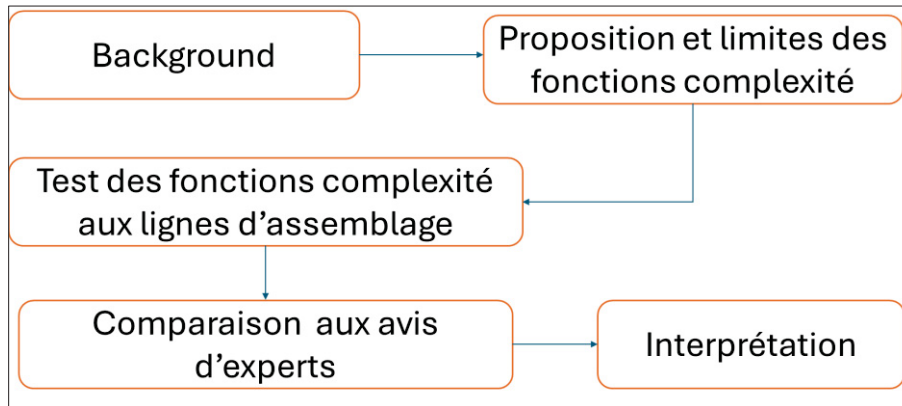 Background
Proposition et limites des
fonctions complexité
Test des fonctions complexité
aux lignes d'assemblage
Comparaison aux avis
d'experts
Interprétation